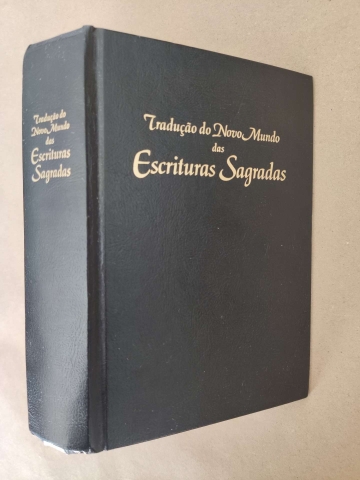 Tradução do
Novo Mundo
das
Escrituras
Sagradas
Tradução do Novo Mundo
das
Escrituras Sagradas